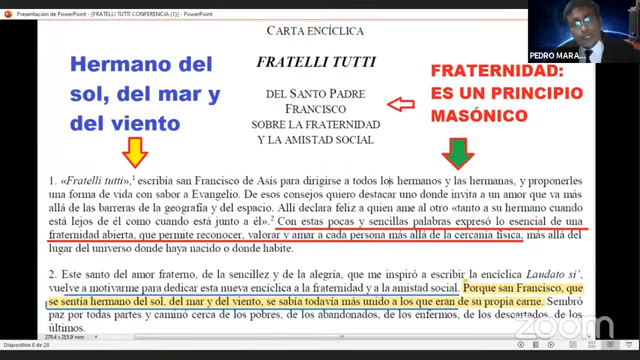 Presentación de PowerPoint - [FRATELLI TUTTI CONFERENCIA (1)] - PowerPoint
CARTA ENCÍCLICA
FRATELLI TUTTI
DEL SANTO PADRE
FRANCISCO
SOBRE LA FRATERNIDAD
Y LA AMISTAD SOCIAL
Hermano del
sol, del mar y
del viento
FRATERNIDAD:
ES UN PRINCIPIO
MASÓNICO
PEDRO MARA...
1. «Fratelli tutti»,1 escribía san Francisco de Asís para dirigirse a todos los hermanos y las hermanas, y proponerles
una forma de vida con sabor a Evangelio. De esos consejos quiero destacar uno donde invita a un amor que va más
allá de las barreras de la geografía y del espacio. Allí declara feliz a quien ame al otro «tanto a su hermano cuando
está lejos de él como cuando está junto a él».2 Con estas pocas y sencillas palabras expresó lo esencial de una
fraternidad abierta, que permite reconocer, valorar y amar a cada persona más allá de la cercanía física, más allá del
lugar del universo donde haya nacido o donde habite.
2. Este santo del amor fraterno, de la sencillez y de la alegría, que me inspiró a escribir la encíclica Laudato si',
vuelve a motivarme para dedicar esta nueva encíclica a la fraternidad y a la amistad social. Porque san Francisco, que
se sentía hermano del sol, del mar y del viento, se sabía todavía más unido a los que eran de su propia carne. Sembró
paz por todas partes y caminó cerca de los pobres, de los abandonados, de los enfermos, de los descartados, de los
últimos.
zoom
Diapositiva 8 de 28